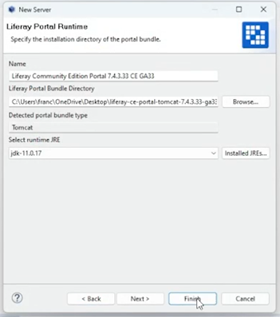 New Server
Liferay Portal Runtime
Specify the installation directory of the portal bundle.
Name
Liferay Community Edition Portal 7.4.3.33 CE GA33
Liferay Portal Bundle Directory
C:\Users\franc\OneDrive\Desktop\liferay-ce-portal-tomcat-7.4.3.33-ga33
Browse...
Detected portal bundle type
Tomcat
Select runtime JRE
jdk-11.0.17
Installed JREs...
?
< Back
Next >
Finish
Cancel